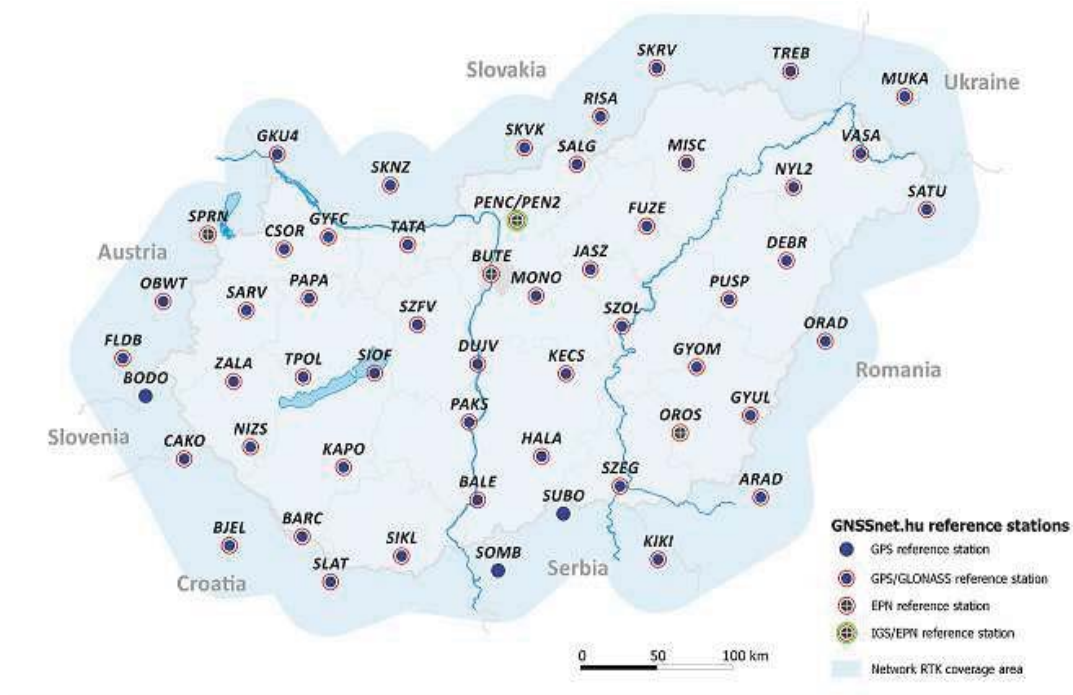 SKRV
TREB
Slovakia
MUKA
Ukraine
RISA
GKU4
SKVK
SALG
MISC
VASA
SKNZ
NYL2
SATU
PENC/PEN2
SPRN
GYFC
FUZE
CSOR
TATA
Austria
DEBR
BUTE
JASZ
MONO
OBWT
SARV
PAPA
PUSP
SZFV
SZOL
ORAD
FLDB
DUJV
GYOM
ZALA
TPOL
SIOF
KECS
Romania
BODO
GYUL
PAKS
OROS
Slovenia
CAKO
NIZS
HALA
KAPO
SZEG
BALE
ARAD
SUBO
BARC
BJEL
GNSSnet.hu reference stations
SIKL
KIKI
GPS reference station
SOMB
Serbia
SLAT
Croatia
GPS/GLONASS reference station
EPN reference station
IGS/EPN reference station
0 50 100 km
Network RTK coverage area